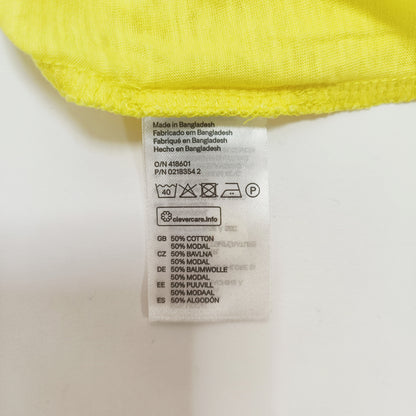 Made in Bangladesh
Fabricado em Bangladesh
Fabriqué en Bangladesh
Hecho en Bangladesh
O/N 418601
P/N 0218354 2
40 P
clevercare.info
GB 50% COTTON
50% MODAL
CZ 50% BAVLNA
50% MODAL
DE 50% BAUMWOLLE
50% MODAL
EE 50% PUUVILL
50% MODAAL
ES 50% ALGODÓN